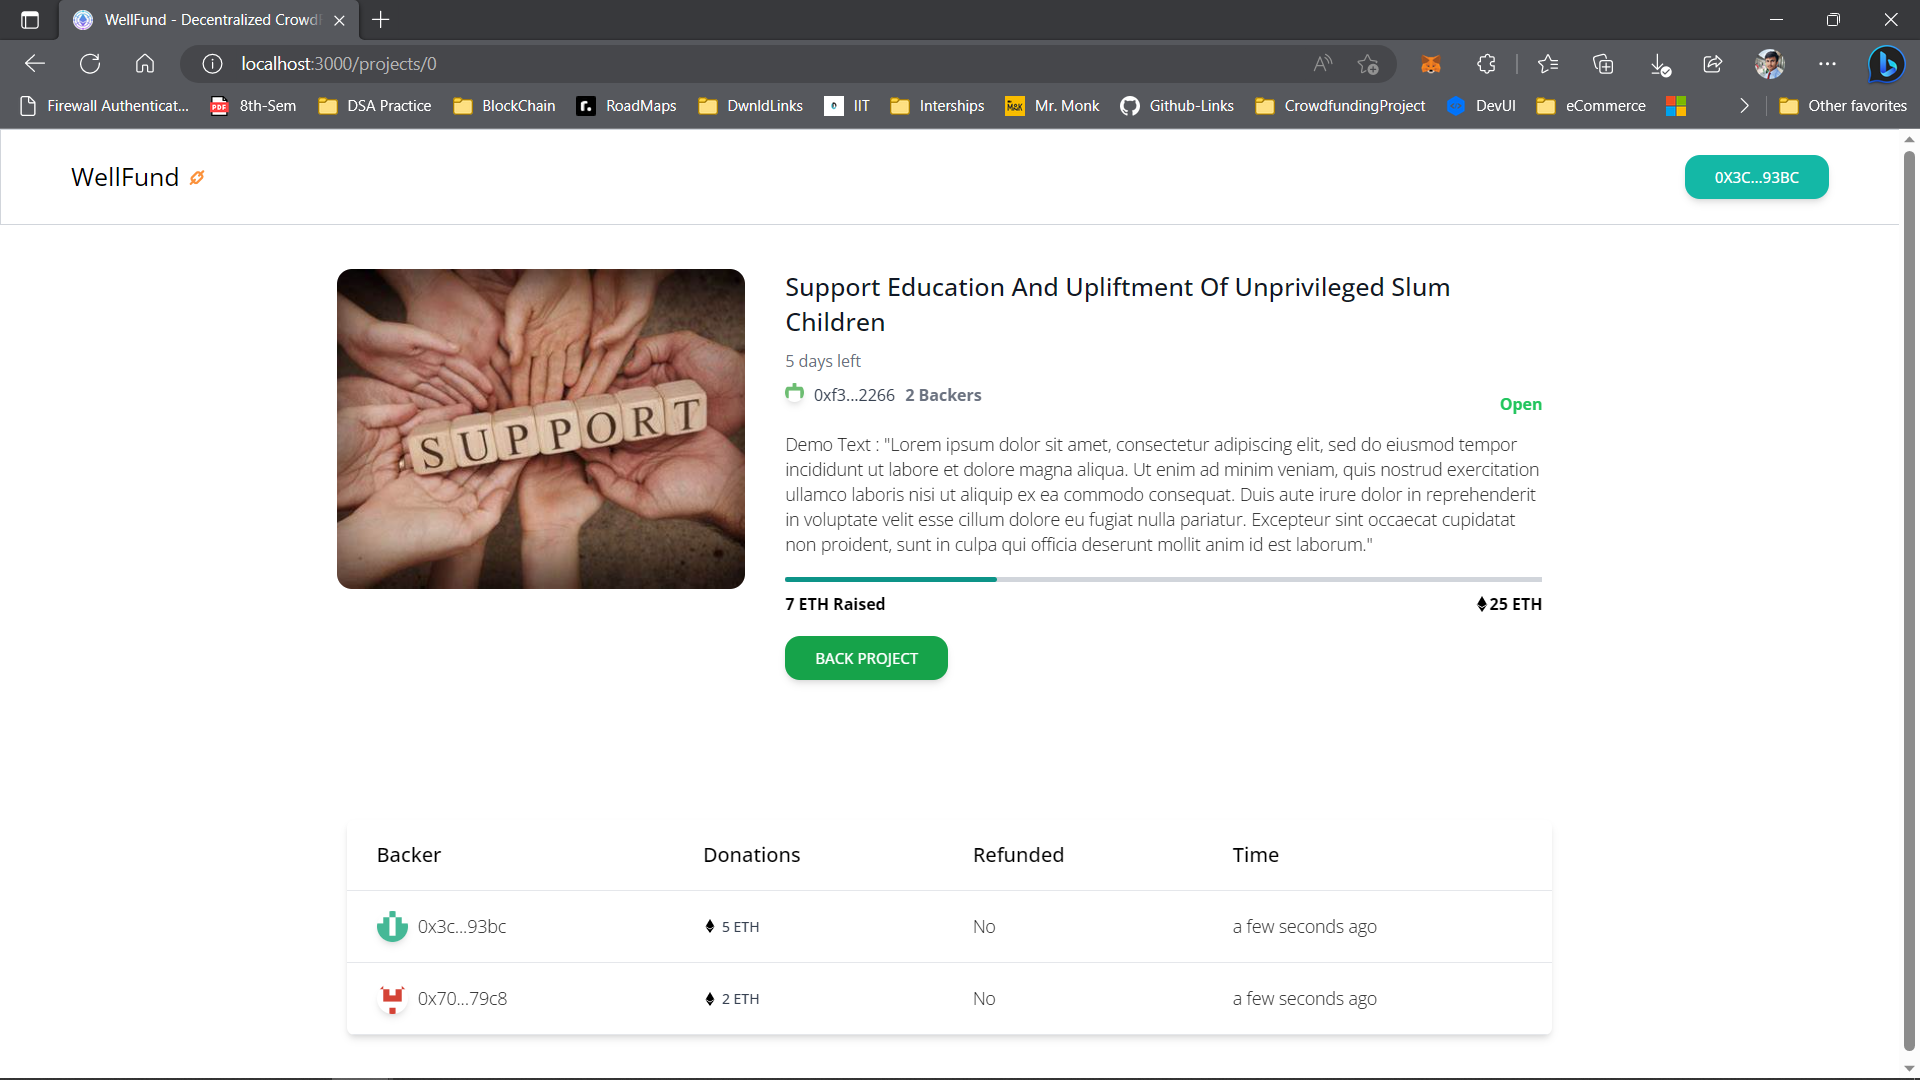 WellFund - Decentralized Crowdf
localhost:3000/projects/0
Firewall Authenticat... 8th-Sem DSA Practice BlockChain RoadMaps DwnldLinks IIT Interships Mr. Monk Github-Links CrowdfundingProject DevUI eCommerce Other favorites
WellFund
0X3C...93BC
SUPPORT
Support Education And Upliftment Of Unprivileged Slum
Children
5 days left
0xf3...2266 2 Backers
Open
Demo Text : "Lorem ipsum dolor sit amet, consectetur adipiscing elit, sed do eiusmod tempor
incididunt ut labore et dolore magna aliqua. Ut enim ad minim veniam, quis nostrud exercitation
ullamco laboris nisi ut aliquip ex ea commodo consequat. Duis aute irure dolor in reprehenderit
in voluptate velit esse cillum dolore eu fugiat nulla pariatur. Excepteur sint occaecat cupidatat
non proident, sunt in culpa qui officia deserunt mollit anim id est laborum."
7 ETH Raised 25 ETH
BACK PROJECT
Backer Donations Refunded Time
0x3c...93bc 5 ETH No a few seconds ago
0x70...79c8 2 ETH No a few seconds ago